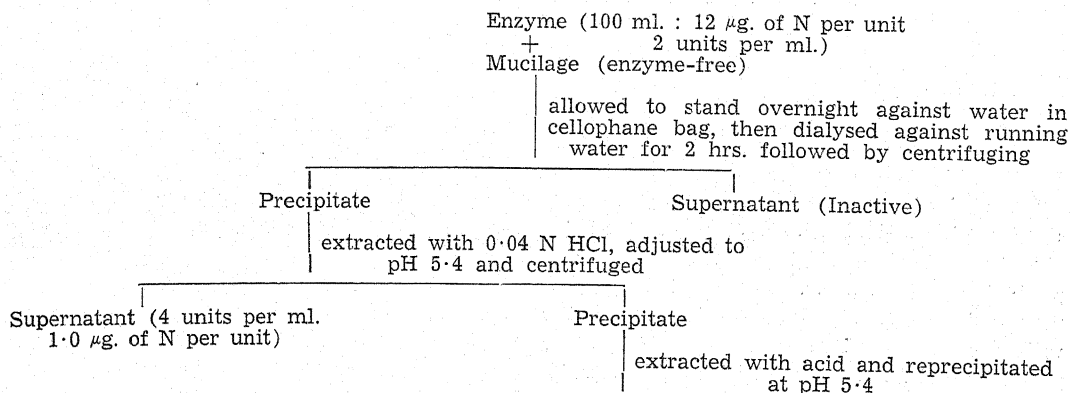 Enzyme (100 ml. : 12 μg. of N per unit
+ 2 units per ml.)
Mucilage (enzyme-free)
allowed to stand overnight against water in
cellophane bag, then dialysed against running
water for 2 hrs. followed by centrifuging
Precipitate Supernatant (Inactive)
extracted with 0·04 N HCl, adjusted to
pH 5·4 and centrifuged
Supernatant (4 units per ml. Precipitate
1·0 μg. of N per unit)
extracted with acid and reprecipitated
at pH 5·4